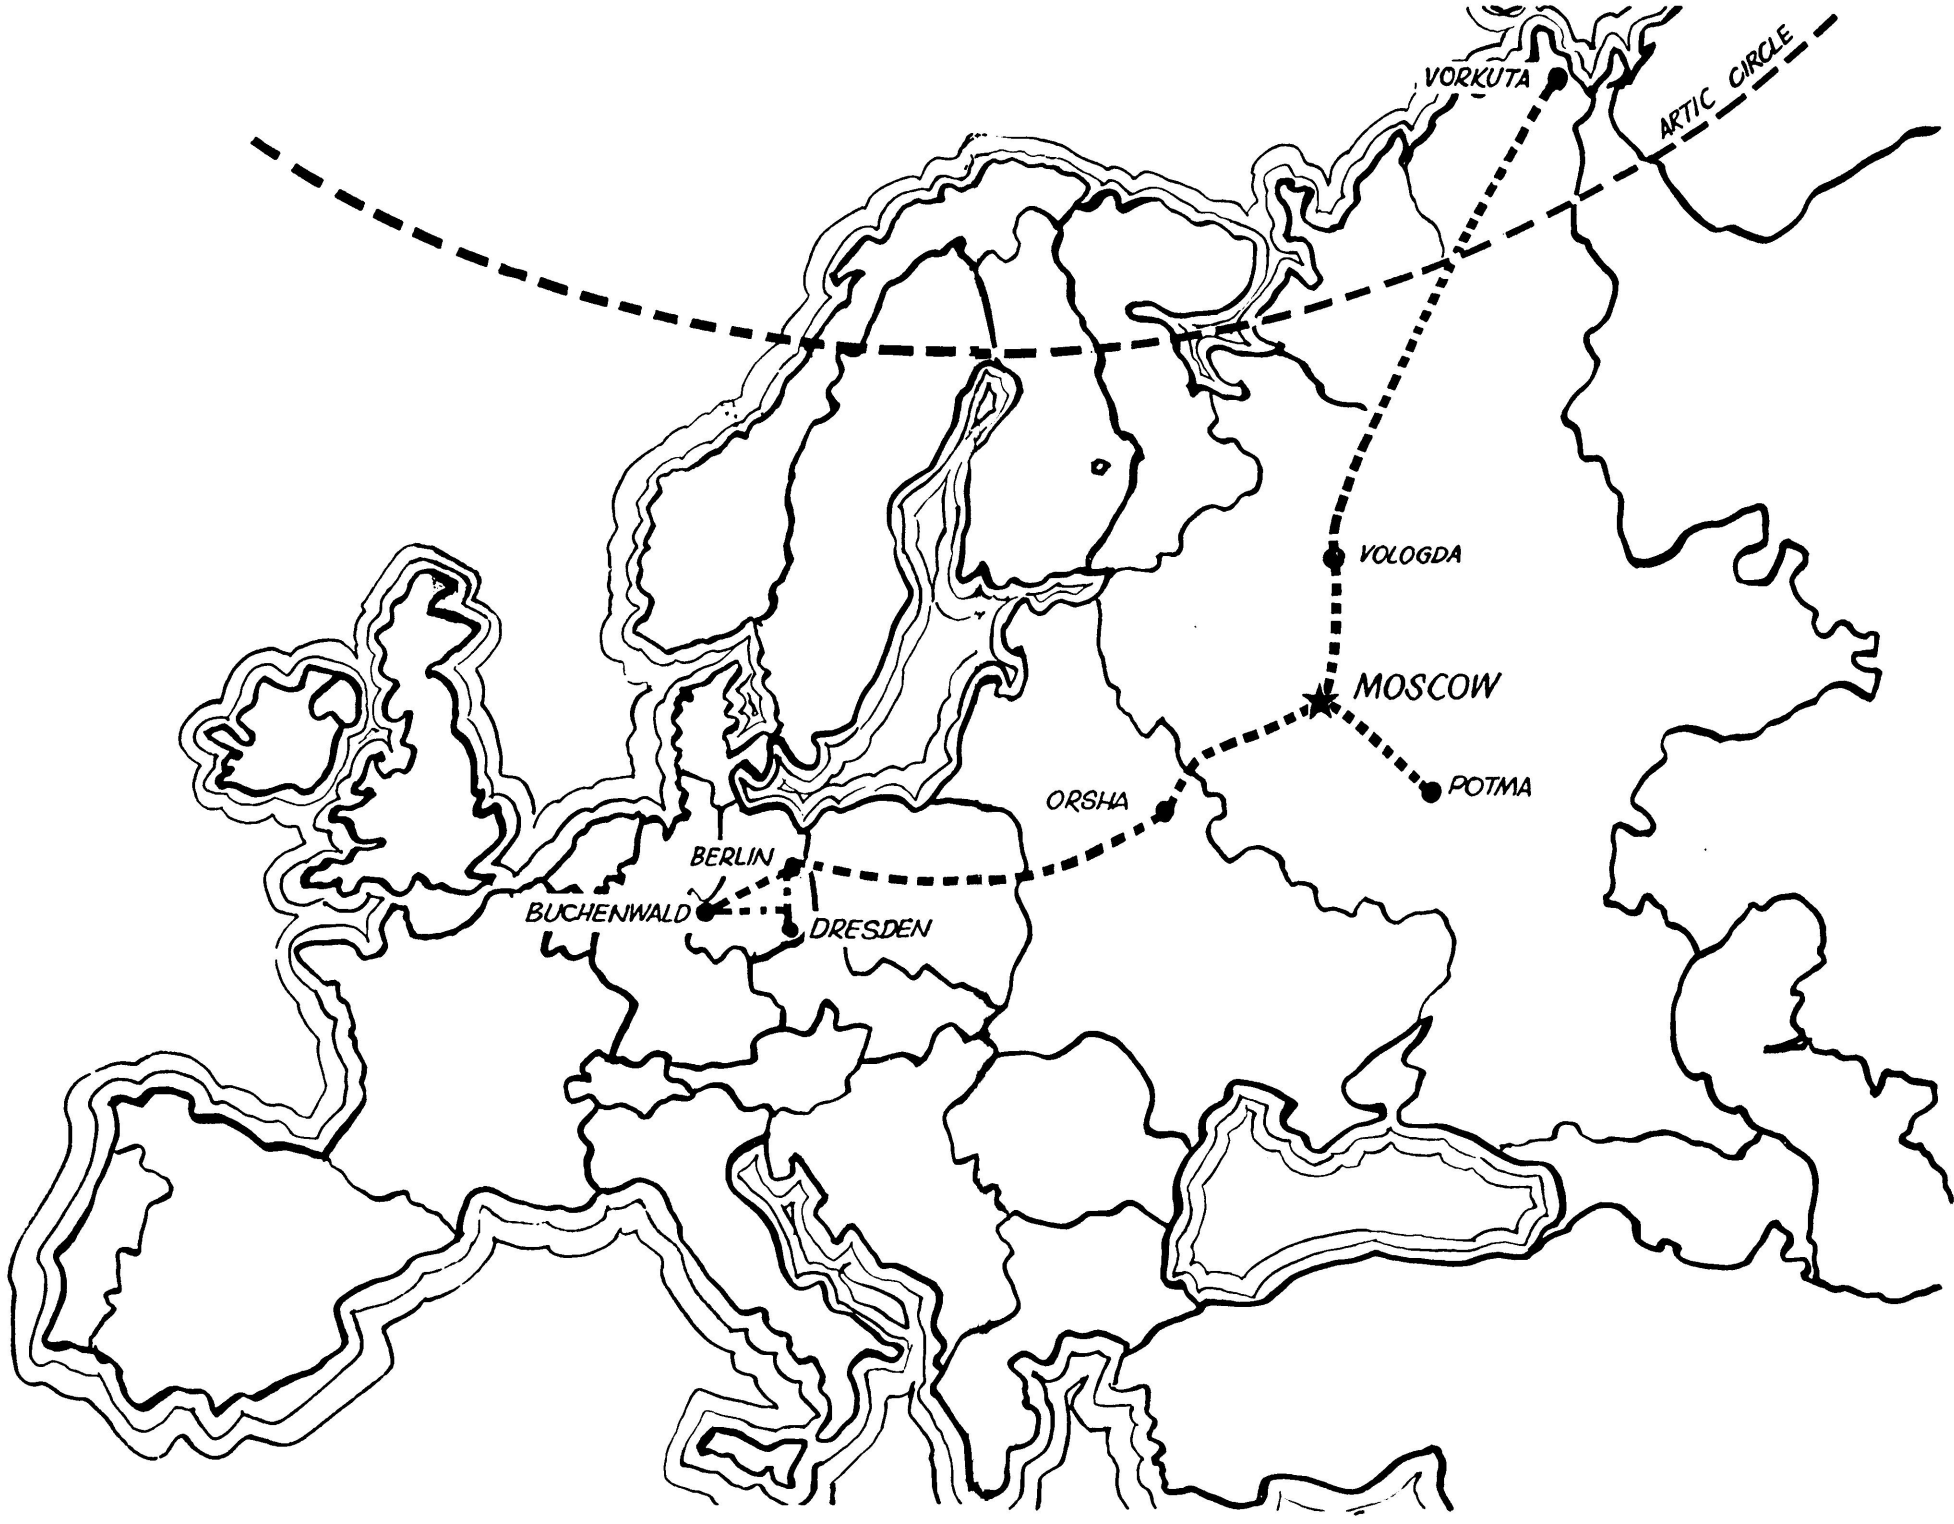 VORKUTA
ARTIC CIRCLE
VOLOGDA
MOSCOW
POTMA
ORSHA
BERLIN
BUCHENWALD
DRESDEN